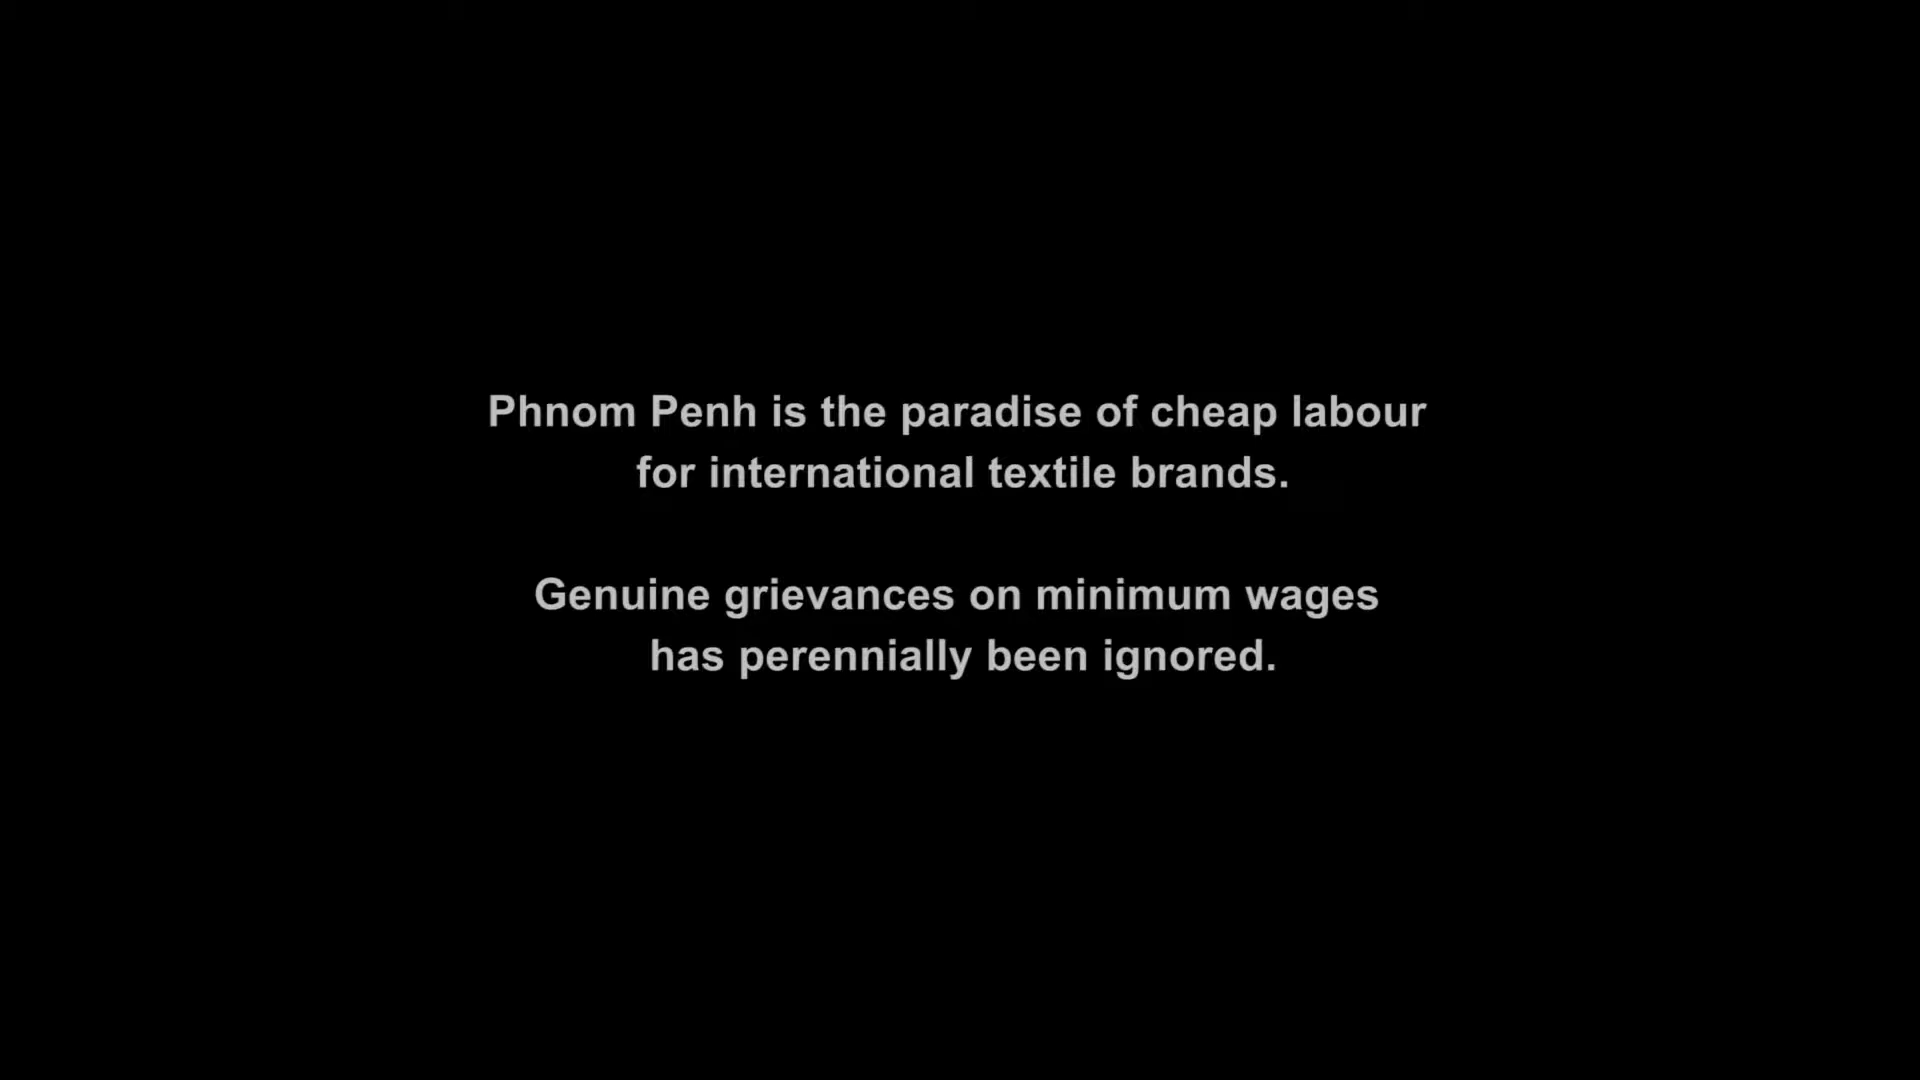 Phnom Penh is the paradise of cheap labour
for international textile brands.
Genuine grievances on minimum wages
has perennially been ignored.